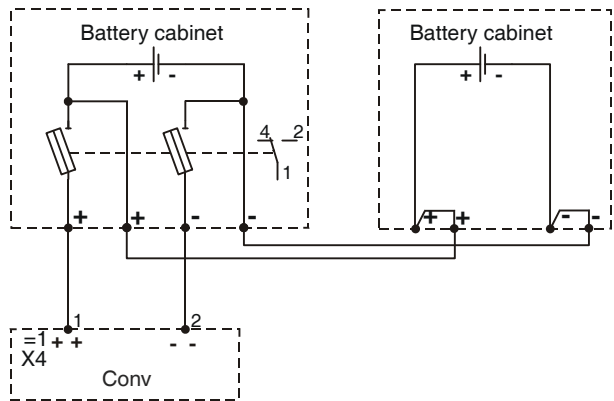 Battery cabinet
+ -
4 2
1
+ + - -
Battery cabinet
+ -
+ + - -
1 2
=1 + + - -
X4
Conv